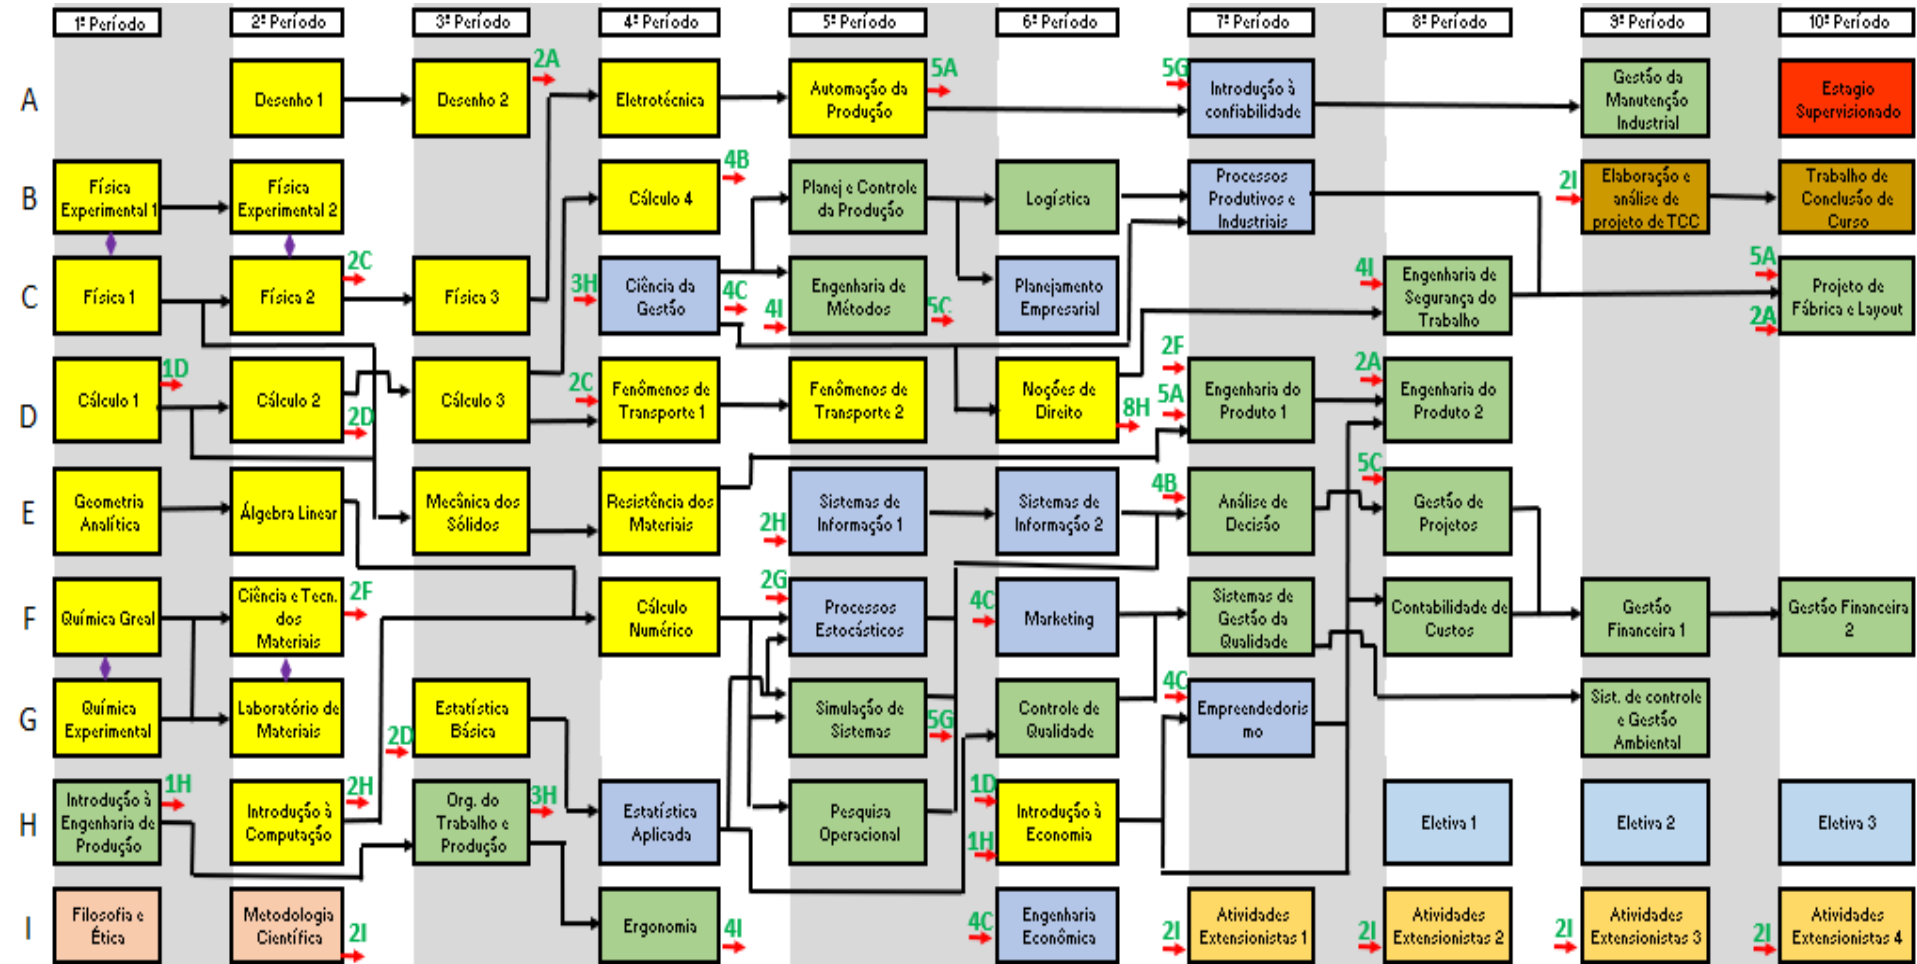 1º Período
2º Período
3º Período
4º Período
5º Período
6º Período
7º Período
8º Período
9º Período
10º Período
A
Desenho 1
Desenho 2
2A
Eletrotécnica
Automação da
Produção
5A
5G
Introdução à
confiabilidade
Gestão da
Manutenção
Industrial
Estagio
Supervisionado
B
Física
Experimental 1
Física
Experimental 2
Cálculo 4
4B
Planej e Controle
da Produção
Logística
Processos
Produtivos e
Industriais
2I
Elaboração e
análise de
projeto de TCC
Trabalho de
Conclusão de
Curso
C
Física 1
Física 2
2C
Física 3
3H
Ciência da
Gestão
4C
4I
Engenharia de
Métodos
5C
Planejamento
Empresarial
4I
Engenharia de
Segurança do
Trabalho
5A
2A
Projeto de
Fábrica e Layout
D
Cálculo 1
1D
Cálculo 2
2D
Cálculo 3
2C
Fenômenos de
Transporte 1
Fenômenos de
Transporte 2
Noções de
Direito
8H
2F
5A
Engenharia do
Produto 1
2A
Engenharia do
Produto 2
E
Geometria
Analítica
Álgebra Linear
Mecânica dos
Sólidos
Resistência dos
Materiais
2H
Sistemas de
Informação 1
Sistemas de
Informação 2
4B
Análise de
Decisão
5C
Gestão de
Projetos
F
Química Greal
Ciência e Tecn.
dos
Materiais
2F
Cálculo
Numérico
2G
Processos
Estocásticos
4C
Marketing
Sistemas de
Gestão da
Qualidade
Contabilidade de
Custos
Gestão
Financeira 1
Gestão Financeira
2
G
Química
Experimental
Laboratório de
Materiais
2D
Estatística
Básica
Simulação de
Sistemas
5G
Controle de
Qualidade
4C
Empreendedoris
mo
Sist. de controle
e Gestão
Ambiental
H
Introdução à
Engenharia de
Produção
1H
Introdução à
Computação
2H
Org. do
Trabalho e
Produção
3H
Estatística
Aplicada
Pesquisa
Operacional
1D
1H
Introdução à
Economia
Eletiva 1
Eletiva 2
Eletiva 3
I
Filosofia e
Ética
Metodologia
Científica
2I
Ergonomia
4I
4C
Engenharia
Econômica
2I
Atividades
Extensionistas 1
2I
Atividades
Extensionistas 2
2I
Atividades
Extensionistas 3
2I
Atividades
Extensionistas 4